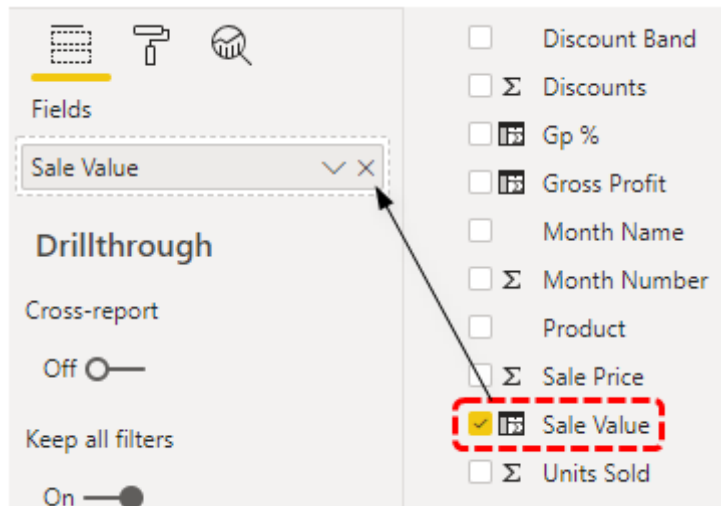 Fields
Sale Value
Drillthrough
Cross-report
Off
Keep all filters
On
Discount Band
Σ Discounts
Gp %
Gross Profit
Month Name
Σ Month Number
Product
Σ Sale Price
Sale Value
Σ Units Sold